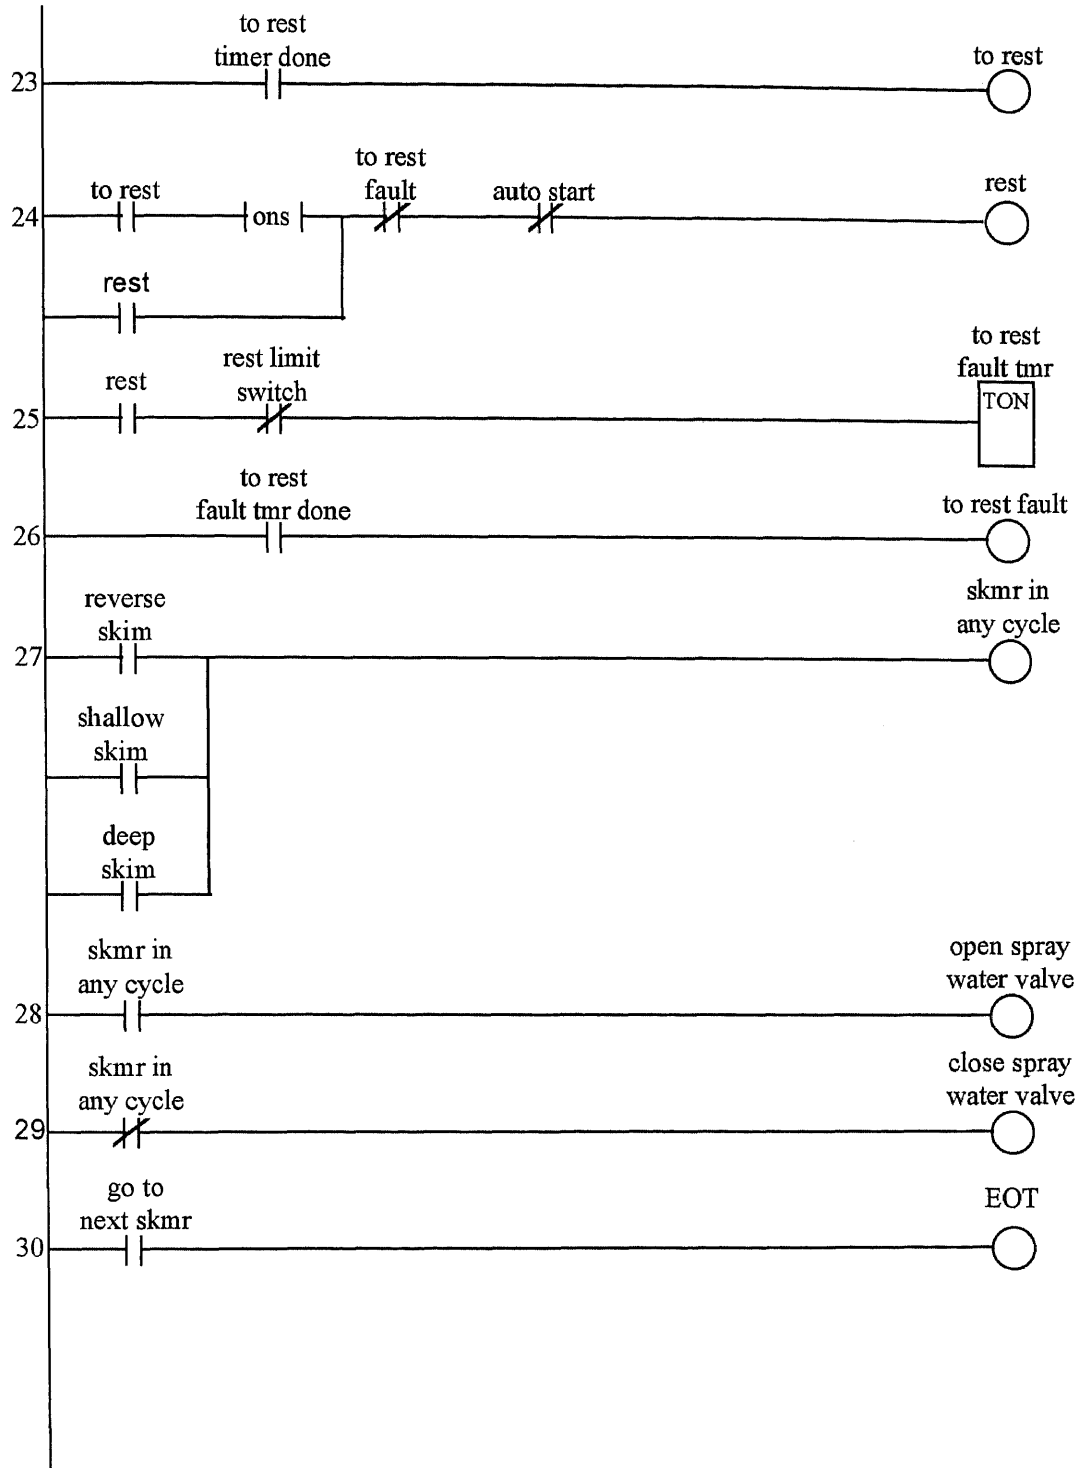 to rest
timer done
to rest
23
to rest
fault
to rest
auto start
rest
24
ons
rest
to rest
fault tmr
rest limit
switch
rest
TON
25
to rest
fault tmr done
to rest fault
26
reverse
skim
skmr in
any cycle
27
shallow
skim
deep
skim
skmr in
any cycle
open spray
water valve
28
skmr in
any cycle
close spray
water valve
29
go to
next skmr
EOT
30